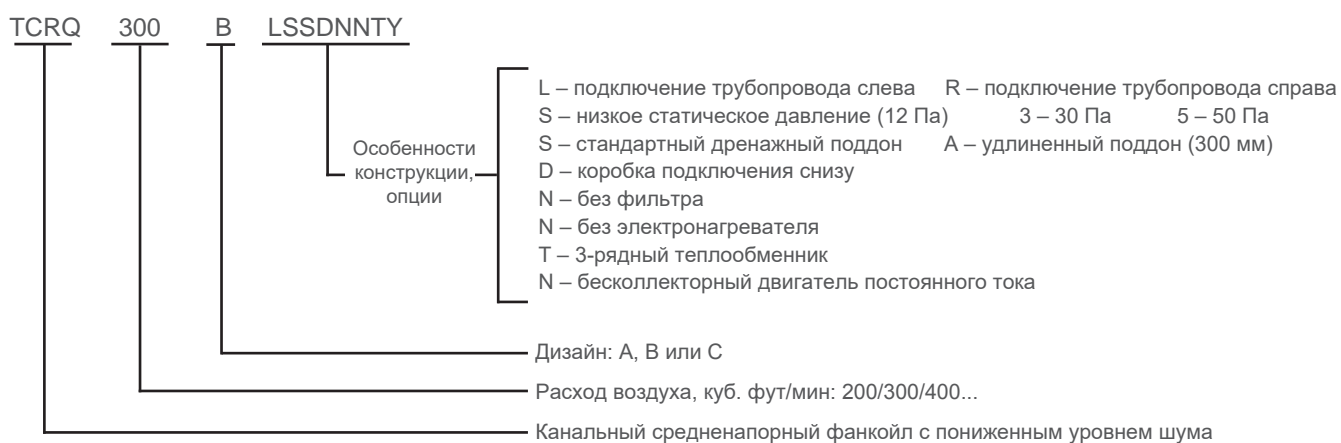 TCRQ 300 B LSSDNNTY
L – подключение трубопровода слева R – подключение трубопровода справа
S – низкое статическое давление (12 Па) 3 – 30 Па 5 – 50 Па
S – стандартный дренажный поддон A – удлиненный поддон (300 мм)
D – коробка подключения снизу
N – без фильтра
N – без электронагревателя
T – 3-рядный теплообменник
N – бесколлекторный двигатель постоянного тока
Особенности
конструкции,
опции
Дизайн: A, B или C
Расход воздуха, куб. фут/мин: 200/300/400...
Канальный средненапорный фанкойл с пониженным уровнем шума